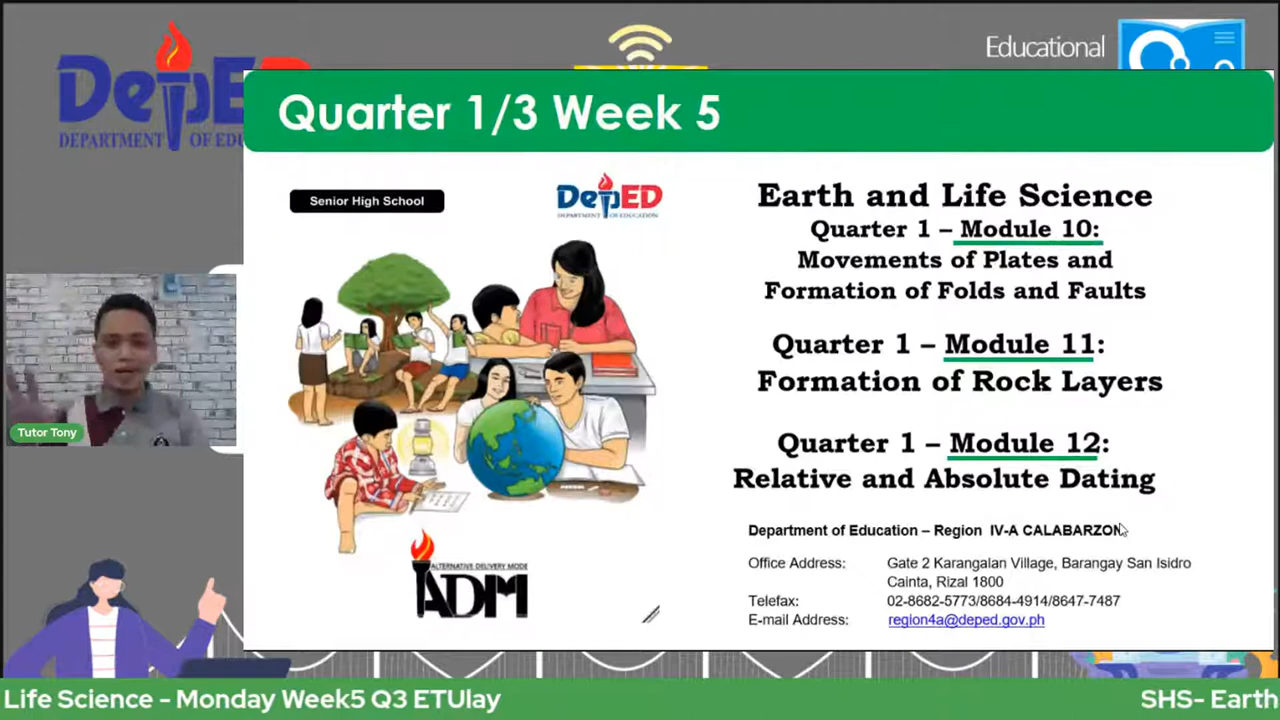 DepE
DEPARTMENT OF EDU
Educational
Quarter 1/3 Week 5
Senior High School
DepED
DEPARTMENT OF EDUCATION
Earth and Life Science
Quarter 1 – Module 10:
Movements of Plates and
Formation of Folds and Faults
Quarter 1 – Module 11:
Formation of Rock Layers
Quarter 1 – Module 12:
Relative and Absolute Dating
Tutor Tony
ALTERNATIVE DELIVERY MODE
ADM
Department of Education – Region IV-A CALABARZON
Office Address: Gate 2 Karangalan Village, Barangay San Isidro
Cainta, Rizal 1800
Telefax: 02-8682-5773/8684-4914/8647-7487
E-mail Address: region4a@deped.gov.ph
Life Science - Monday Week5 Q3 ETUlay
SHS- Earth